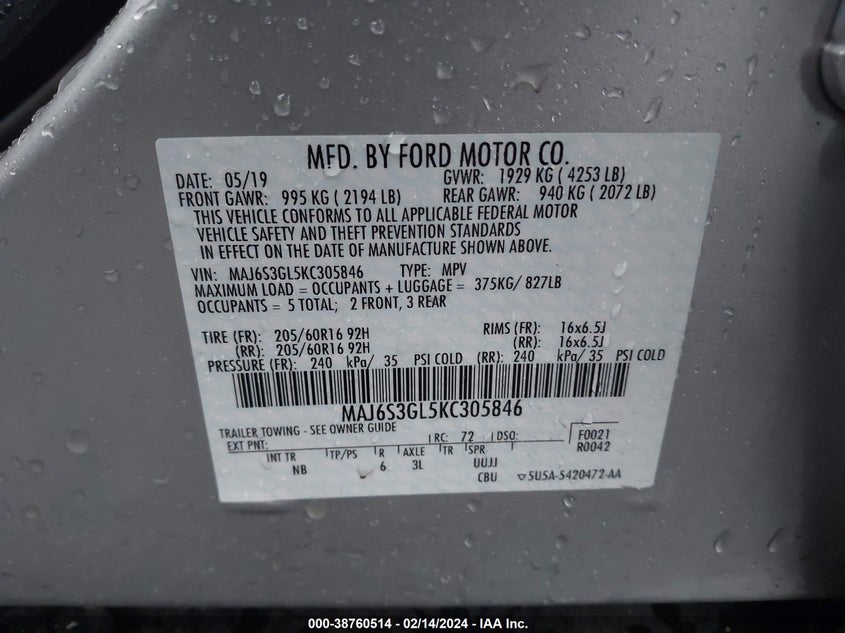 MFD. BY FORD MOTOR CO.
DATE: 05/19 GVWR: 1929 KG ( 4253 LB)
FRONT GAWR: 995 KG ( 2194 LB) REAR GAWR: 940 KG ( 2072 LB)
THIS VEHICLE CONFORMS TO ALL APPLICABLE FEDERAL MOTOR
VEHICLE SAFETY AND THEFT PREVENTION STANDARDS
IN EFFECT ON THE DATE OF MANUFACTURE SHOWN ABOVE.
VIN: MAJ6S3GL5KC305846 TYPE: MPV
MAXIMUM LOAD = OCCUPANTS + LUGGAGE = 375KG/ 827LB
OCCUPANTS = 5 TOTAL; 2 FRONT, 3 REAR
TIRE (FR): 205/60R16 92H RIMS (FR): 16x6.5J
(RR): 205/60R16 92H (RR): 16x6.5J
PRESSURE (FR): 240 kPa/ 35 PSI COLD (RR): 240 kPa/ 35 PSI COLD
MAJ6S3GL5KC305846
TRAILER TOWING - SEE OWNER GUIDE
EXT PNT: RC: 72 DSO: F0021
R0042
INT TR TP/PS R AXLE TR SPR
NB 6 3L UUJJ
CBU 5U5A-5420472-AA
000-38760514 - 02/14/2024 - IAA Inc.